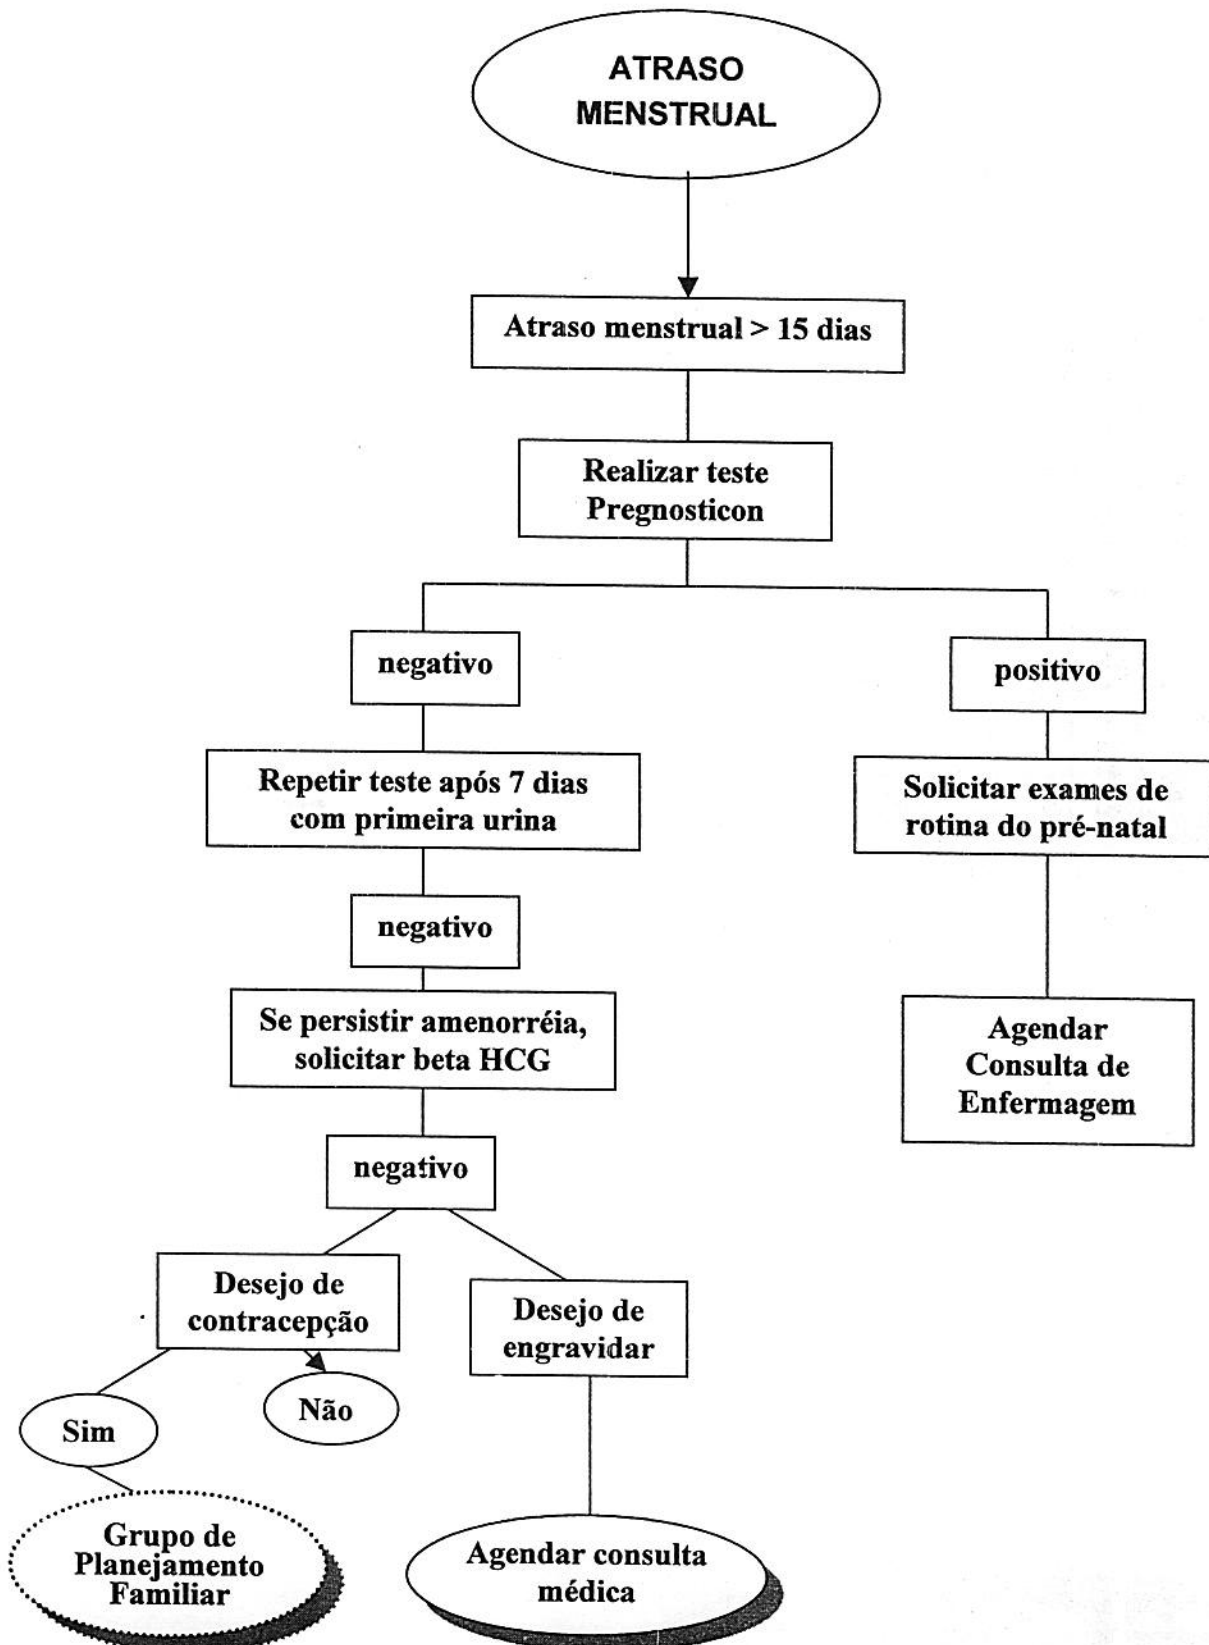 ATRASO
MENSTRUAL
Atraso menstrual > 15 dias
Realizar teste
Pregnosticon
negativo
positivo
Repetir teste após 7 dias
com primeira urina
Solicitar exames de
rotina do pré-natal
negativo
Se persistir amenorréia,
solicitar beta HCG
Agendar
Consulta de
Enfermagem
negativo
Desejo de
contracepção
Desejo de
engravidar
Sim
Não
Grupo de
Planejamento
Familiar
Agendar consulta
médica